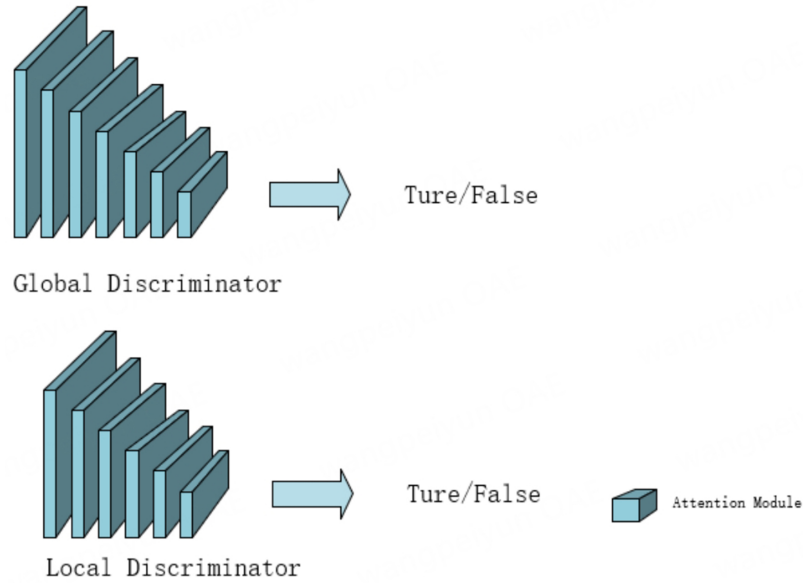 Ture/False
Global Discriminator
Ture/False
Attention Module
Local Discriminator